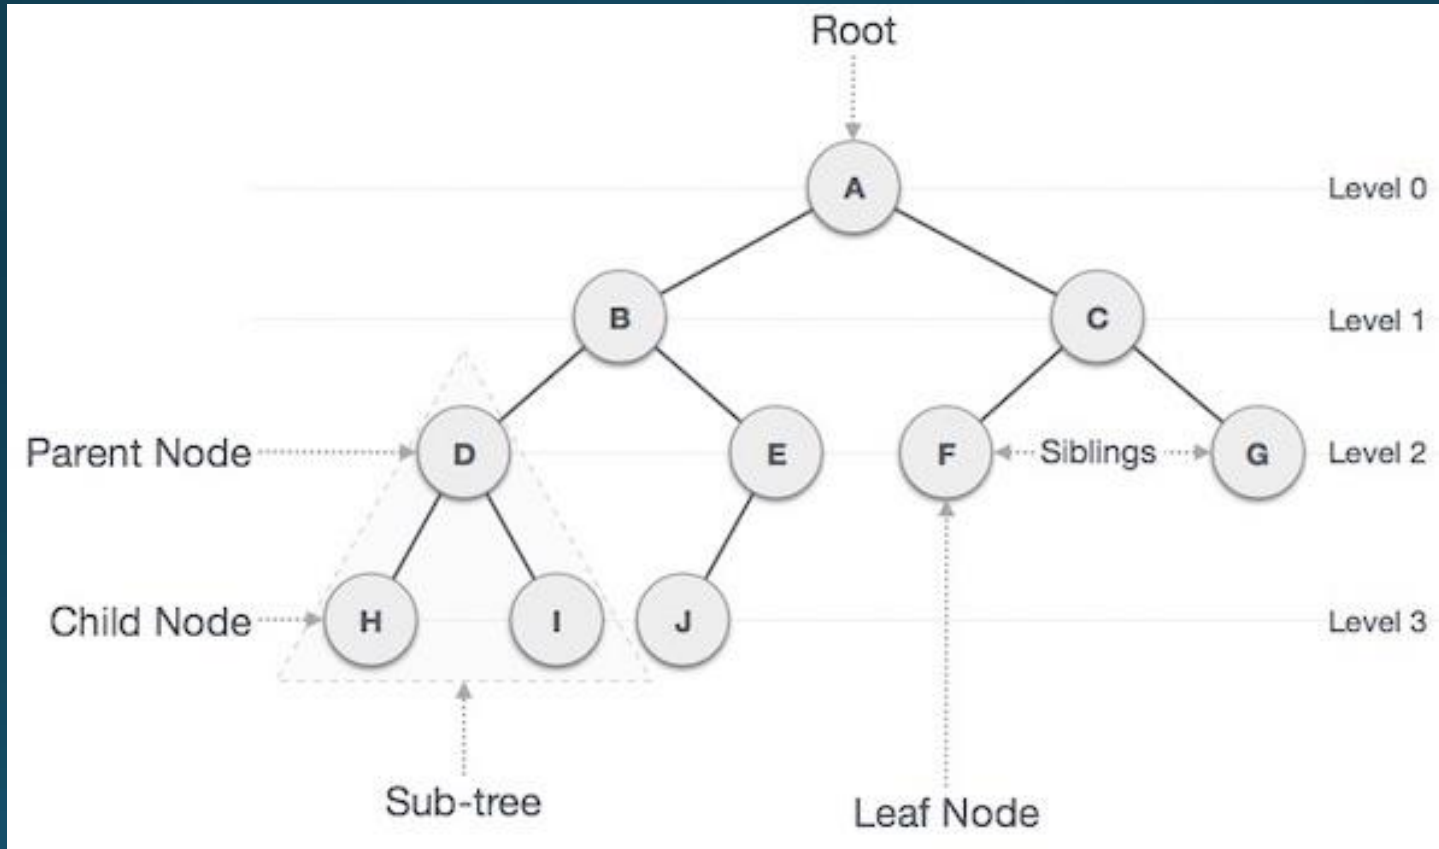 Root
A
Level 0
B
C
Level 1
Parent Node
D
E
F
Siblings
G
Level 2
Child Node
H
I
J
Level 3
Sub-tree
Leaf Node